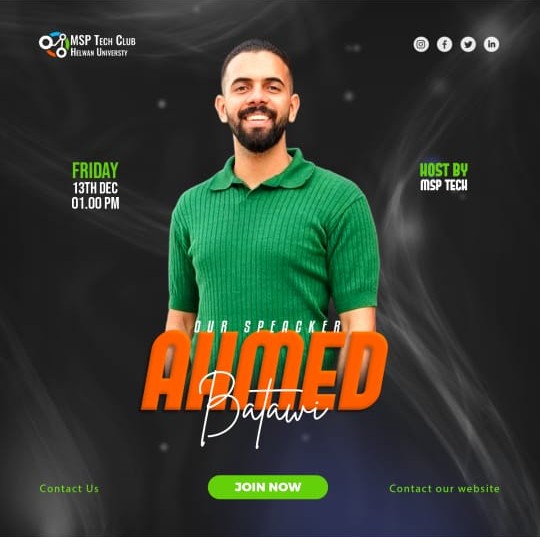 MSP Tech Club
Helwan Universty
FRIDAY
13TH DEC
01.00 PM
HOST BY
MSP TECH
OUR SPEACKER
AHMED
Batawi
Contact Us
JOIN NOW
Contact our website